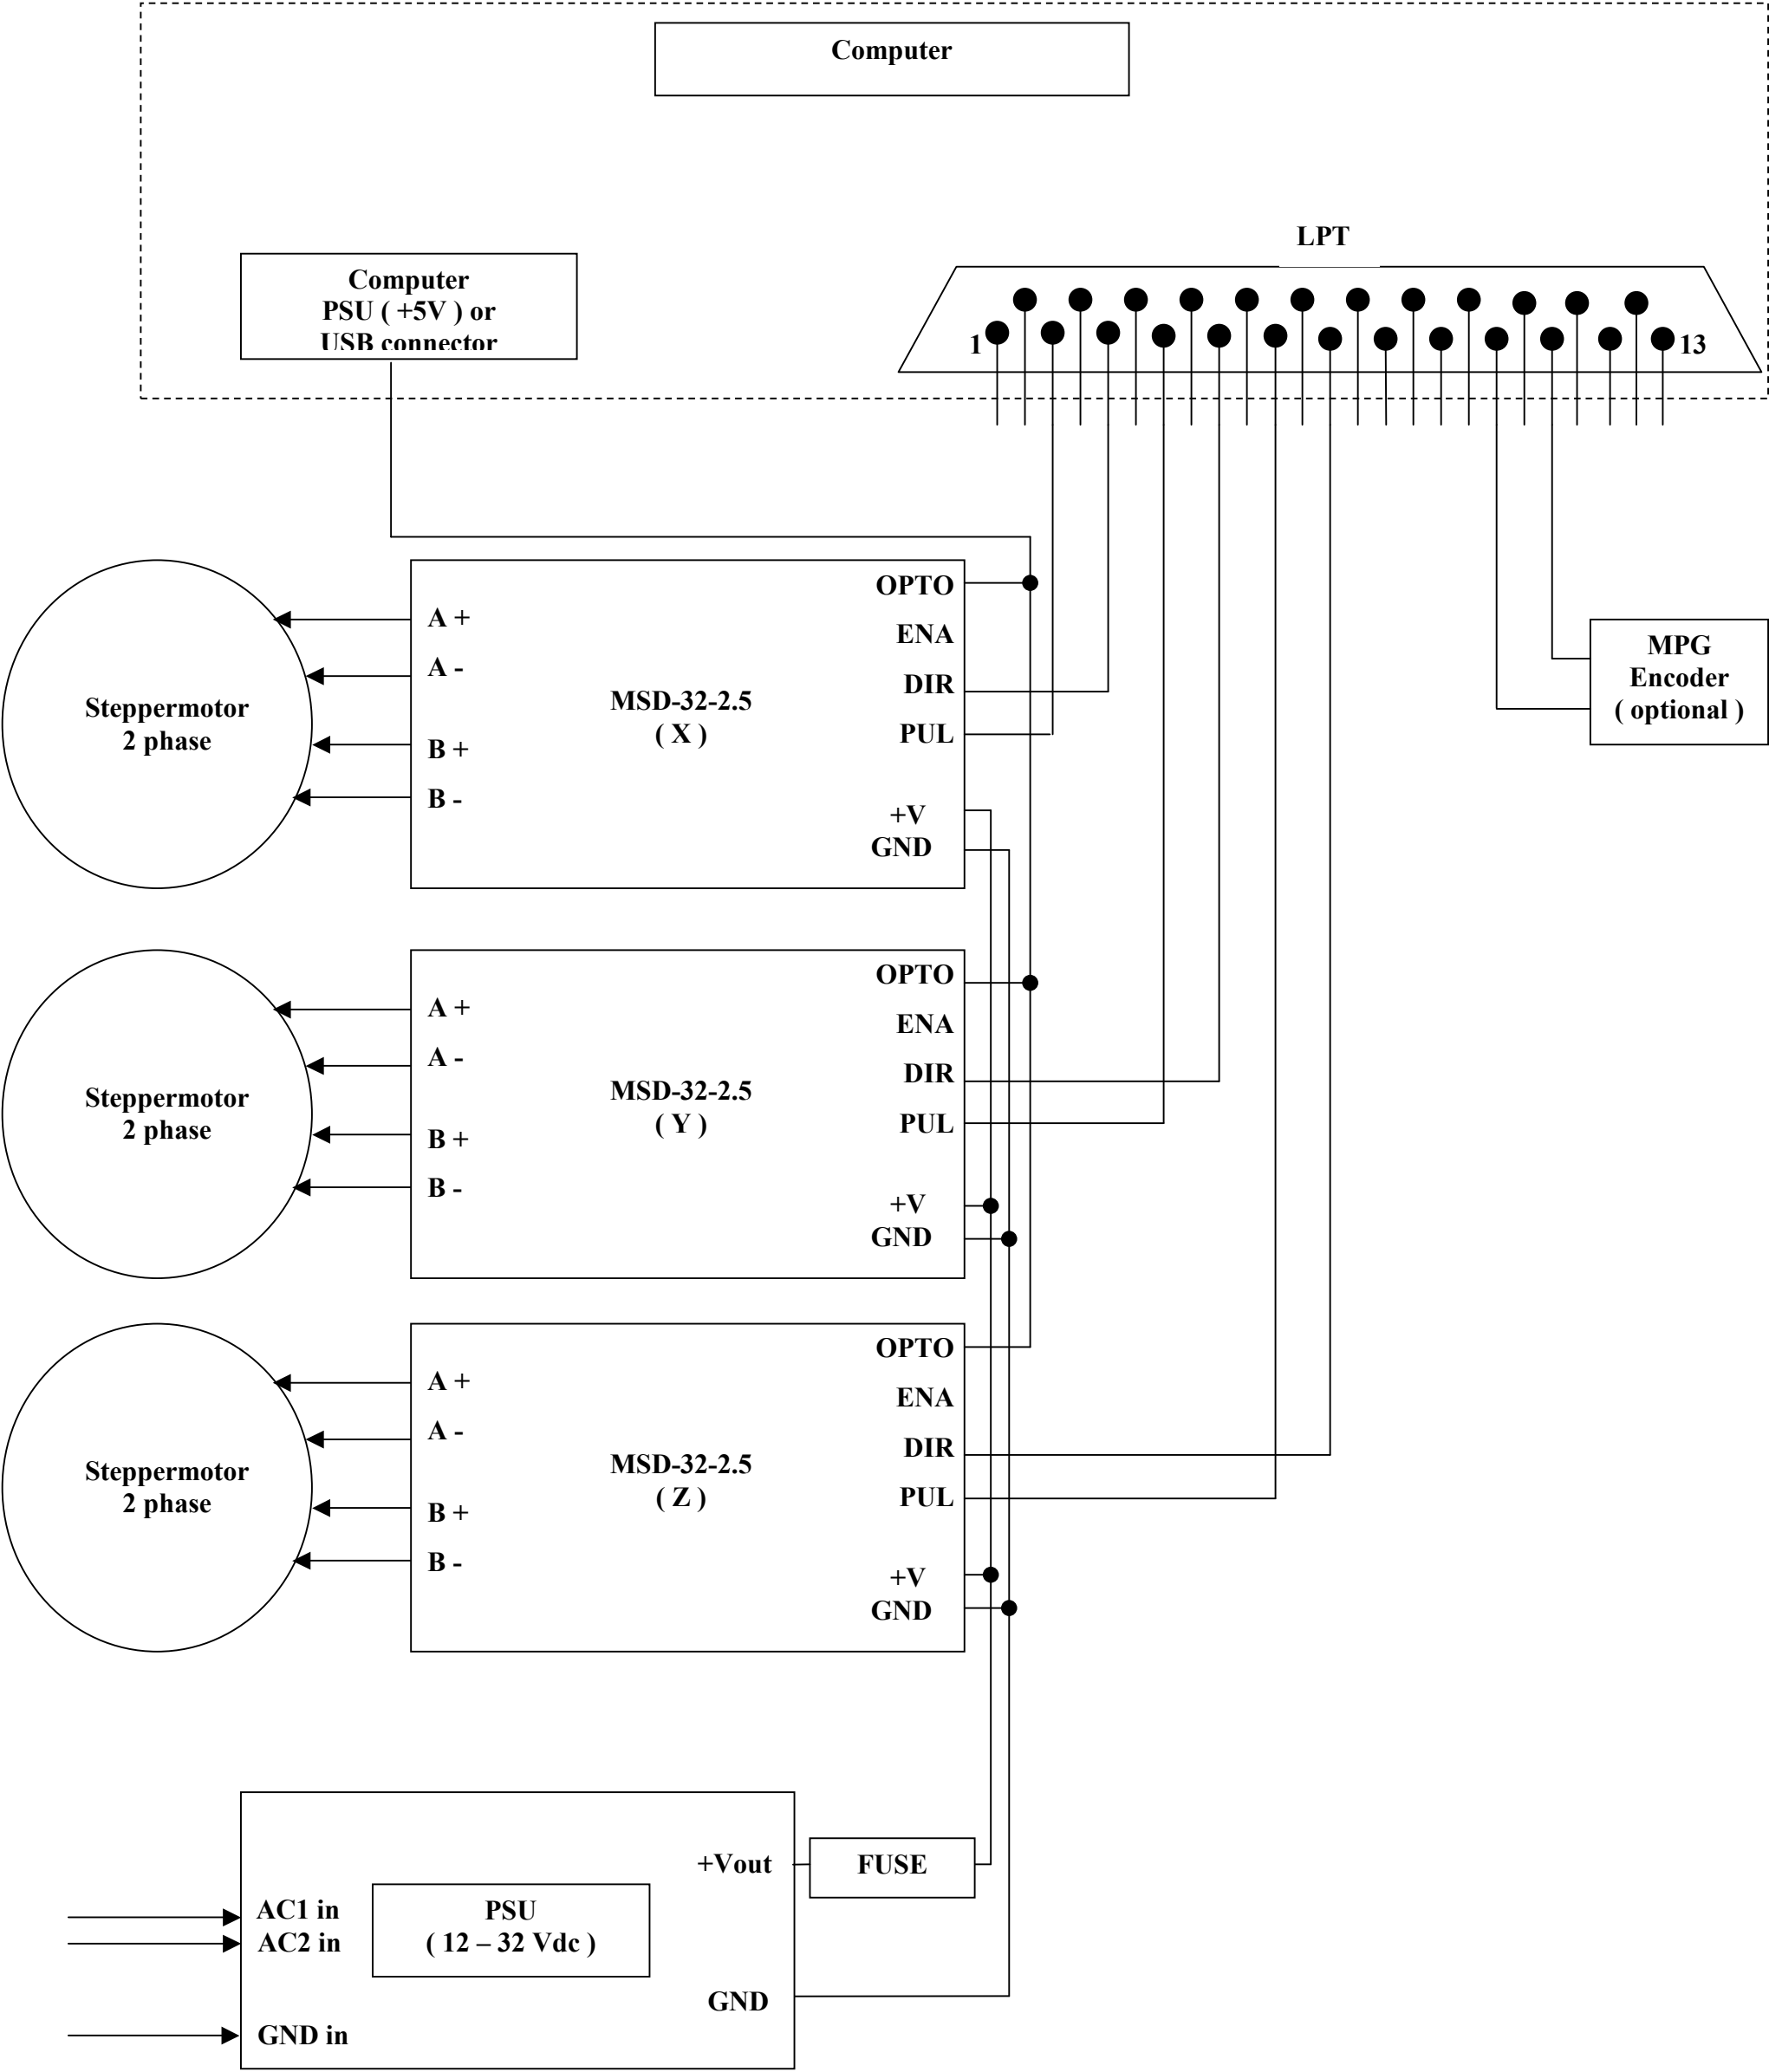 Computer
LPT
Computer
PSU ( +5V ) or
USB connector
1
13
Steppermotor
2 phase
A +
A -
B +
B -
MSD-32-2.5
( X )
OPTO
ENA
DIR
PUL
+V
GND
MPG
Encoder
( optional )
Steppermotor
2 phase
A +
A -
B +
B -
MSD-32-2.5
( Y )
OPTO
ENA
DIR
PUL
+V
GND
Steppermotor
2 phase
A +
A -
B +
B -
MSD-32-2.5
( Z )
OPTO
ENA
DIR
PUL
+V
GND
+Vout
FUSE
AC1 in
AC2 in
PSU
( 12 – 32 Vdc )
GND
GND in